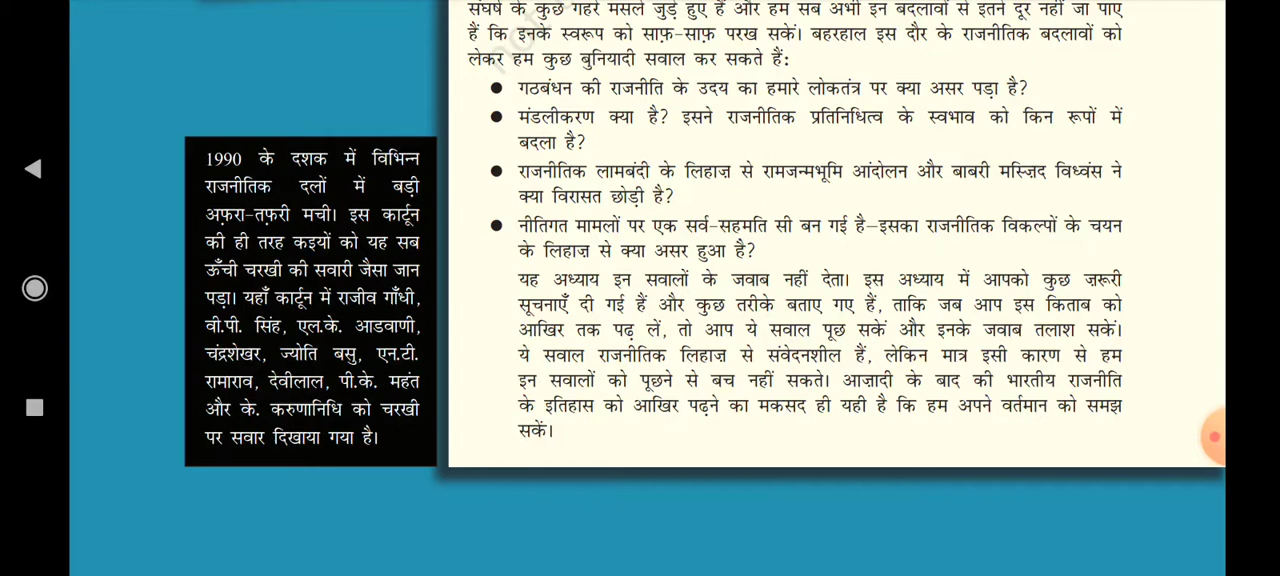 संघर्ष के कुछ गहरे मसले जुड़े हुए हैं और हम सब अभी इन बदलावों से इतने दूर नहीं जा पाए
हैं कि इनके स्वरूप को साफ़-साफ़ परख सकें। बहरहाल इस दौर के राजनीतिक बदलावों को
लेकर हम कुछ बुनियादी सवाल कर सकते हैं:
● गठबंधन की राजनीति के उदय का हमारे लोकतंत्र पर क्या असर पड़ा है?
● मंडलीकरण क्या है? इसने राजनीतिक प्रतिनिधित्व के स्वभाव को किन रूपों में
बदला है?
● राजनीतिक लामबंदी के लिहाज़ से रामजन्मभूमि आंदोलन और बाबरी मस्ज़िद विध्वंस ने
क्या विरासत छोड़ी है?
● नीतिगत मामलों पर एक सर्व-सहमति सी बन गई है–इसका राजनीतिक विकल्पों के चयन
के लिहाज़ से क्या असर हुआ है?
यह अध्याय इन सवालों के जवाब नहीं देता। इस अध्याय में आपको कुछ ज़रूरी
सूचनाएँ दी गई हैं और कुछ तरीके बताए गए हैं, ताकि जब आप इस किताब को
आखिर तक पढ़ लें, तो आप ये सवाल पूछ सकें और इनके जवाब तलाश सकें।
ये सवाल राजनीतिक लिहाज़ से संवेदनशील हैं, लेकिन मात्र इसी कारण से हम
इन सवालों को पूछने से बच नहीं सकते। आज़ादी के बाद की भारतीय राजनीति
के इतिहास को आखिर पढ़ने का मकसद ही यही है कि हम अपने वर्तमान को समझ
सकें।
1990 के दशक में विभिन्न
राजनीतिक दलों में बड़ी
अफ़रा-तफ़री मची। इस कार्टून
की ही तरह कइयों को यह सब
ऊँची चरखी की सवारी जैसा जान
पड़ा। यहाँ कार्टून में राजीव गाँधी,
वी.पी. सिंह, एल.के. आडवाणी,
चंद्रशेखर, ज्योति बसु, एन.टी.
रामाराव, देवीलाल, पी.के. महंत
और के. करुणानिधि को चरखी
पर सवार दिखाया गया है।